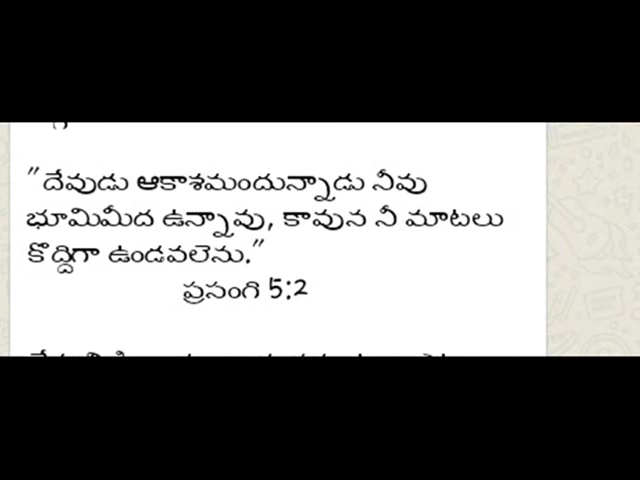 "దేవుడు ఆకాశమందున్నాడు నీవు
భూమిమీద ఉన్నావు, కావున నీ మాటలు
కొద్దిగా ఉండవలెను."
ప్రసంగి 5:2